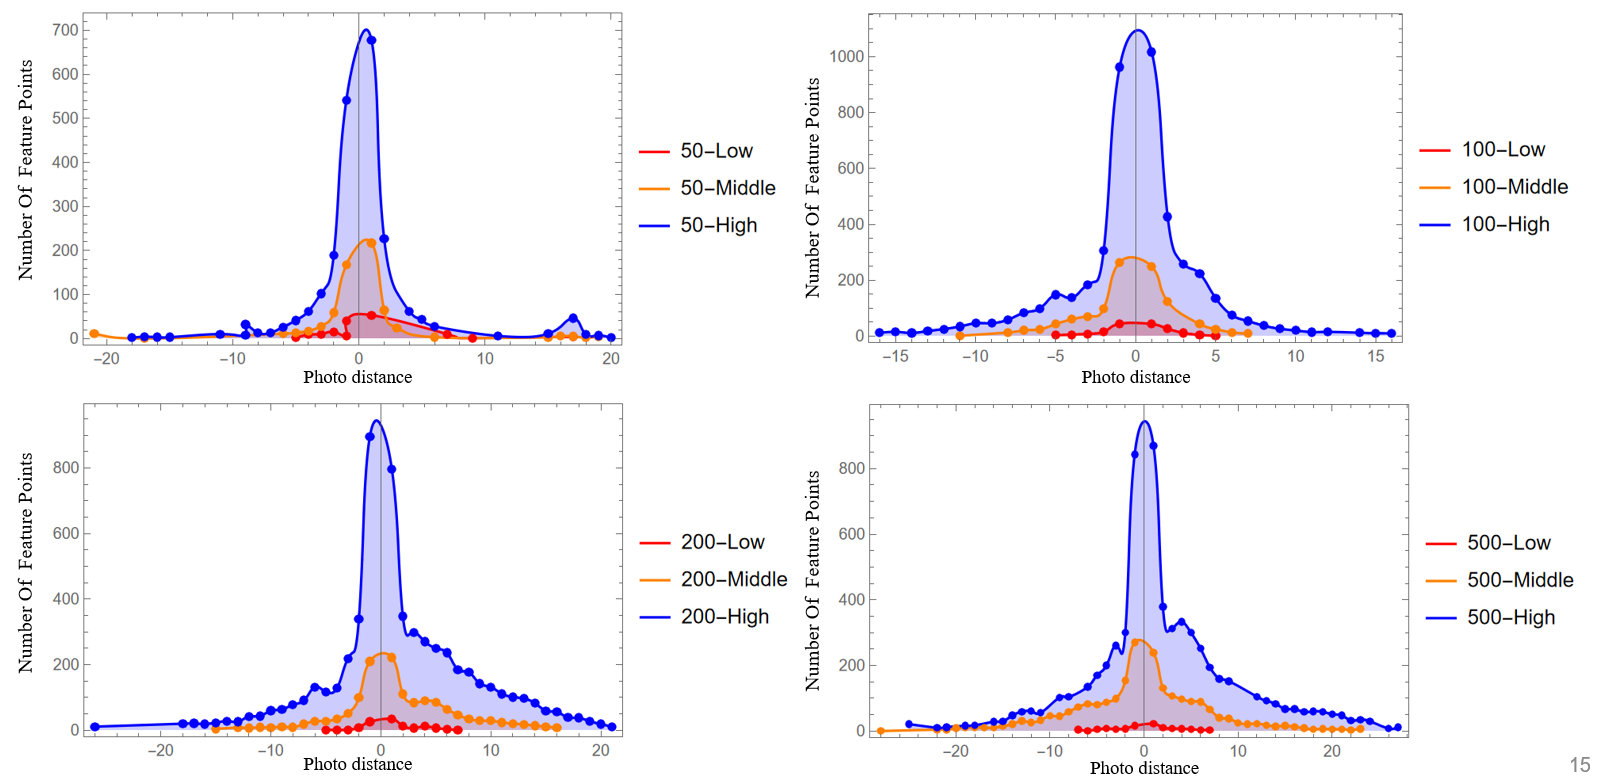 Number Of Feature Points
700
600
500
400
300
200
100
0
−20
−10
0
10
20
Photo distance
50−Low
50−Middle
50−High
Number Of Feature Points
1000
800
600
400
200
0
−15
−10
−5
0
5
10
15
Photo distance
100−Low
100−Middle
100−High
Number Of Feature Points
800
600
400
200
0
−20
−10
0
10
20
Photo distance
200−Low
200−Middle
200−High
Number Of Feature Points
800
600
400
200
0
−20
−10
0
10
20
Photo distance
500−Low
500−Middle
500−High
15